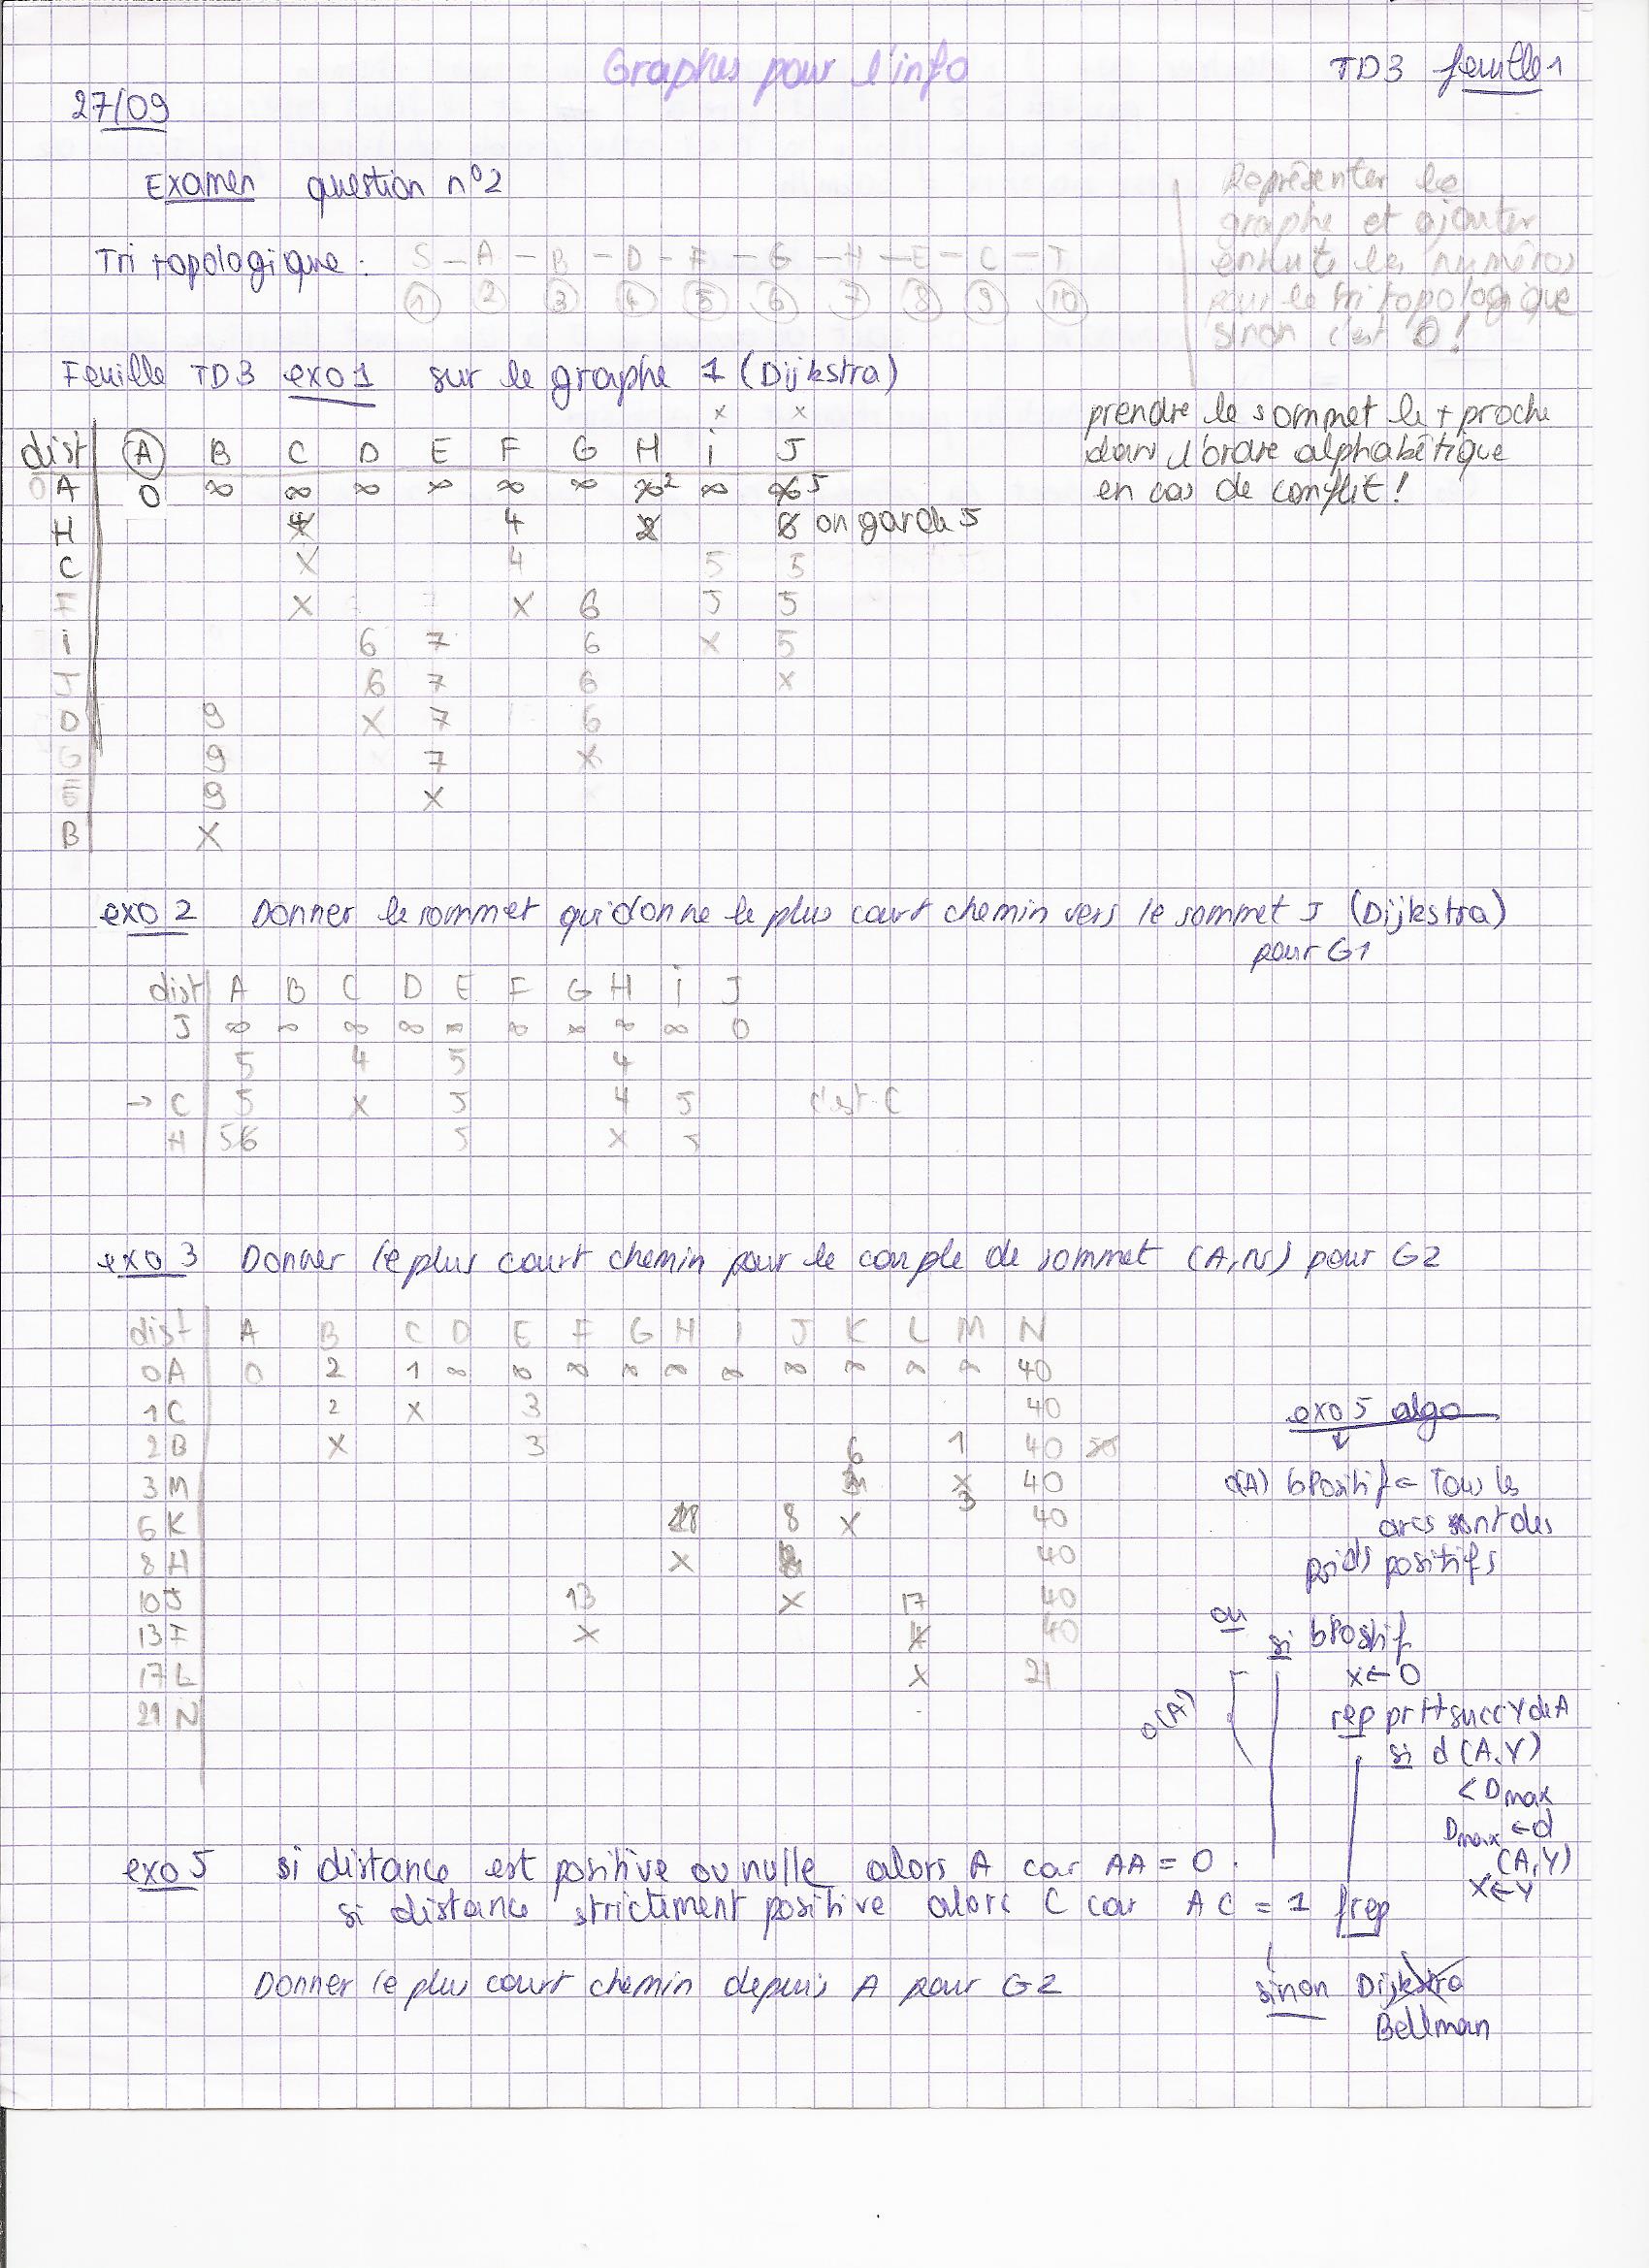 Graphes pour l'info
TD3 feuille 1
27/09
Examen question n°2
Représenter le
graphe et ajouter
ensuite les numéros
pour le tri topologique
sinon c'est 0 !
Tri topologique : S – A – B – D – F – G – H – E – C – T
1 2 3 4 5 6 7 8 9 10
Feuille TD3 exo 1 sur le graphe 1 (Dijkstra)
x x
prendre le sommet le + proche
dans l'ordre alphabétique
en cas de conflit !
dist A B C D E F G H i J
0 A 0 ∞ ∞ ∞ ∞ ∞ ∞ ∞ 2 ∞ ∞ 5
H 4 4 2 6 on garde 5
C X 4 5 5
F X X 6 5 5
i 6 7 6 X 5
J 6 7 6 x
D 9 X 7 6
G 9 7 X
E 9 X
B X
exo 2 Donner le sommet qui donne le plus court chemin vers le sommet J (Dijkstra)
pour G1
dist A B C D E F G H i J
J ∞ ∞ ∞ ∞ ∞ ∞ ∞ ∞ ∞ 0
5 4 5 4
→ C 5 X 5 4 5 c'est C
H 56 5 X 5
exo 3 Donner le plus court chemin pour le couple de sommet (A,N) pour G2
dist A B C D E F G H I J K L M N
0 A 0 2 1 ∞ ∞ ∞ ∞ ∞ ∞ ∞ ∞ ∞ ∞ 40
1 C 2 x 3 40
2 B X 3 6 1 40
3 M X 3 40
6 K 8 X 40
8 H X 40
10 J 13 X 17 40
13 F X 40
17 L X 21
21 N
exo 5 algo
↓
O(A) bPositif = Tous les
arcs sont des
poids positifs
ou
si bPositif
x ← 0
O(A)
rep pr tt succ Y de A
si d(A,Y)
< Dmax
Dmax ← d
(A,Y)
X ← Y
frep
sinon Dijkstra
Bellman
exo 5 si distance est positive ou nulle alors A car AA = 0.
si distance strictement positive alors C car AC = 1
Donner le plus court chemin depuis A pour G2